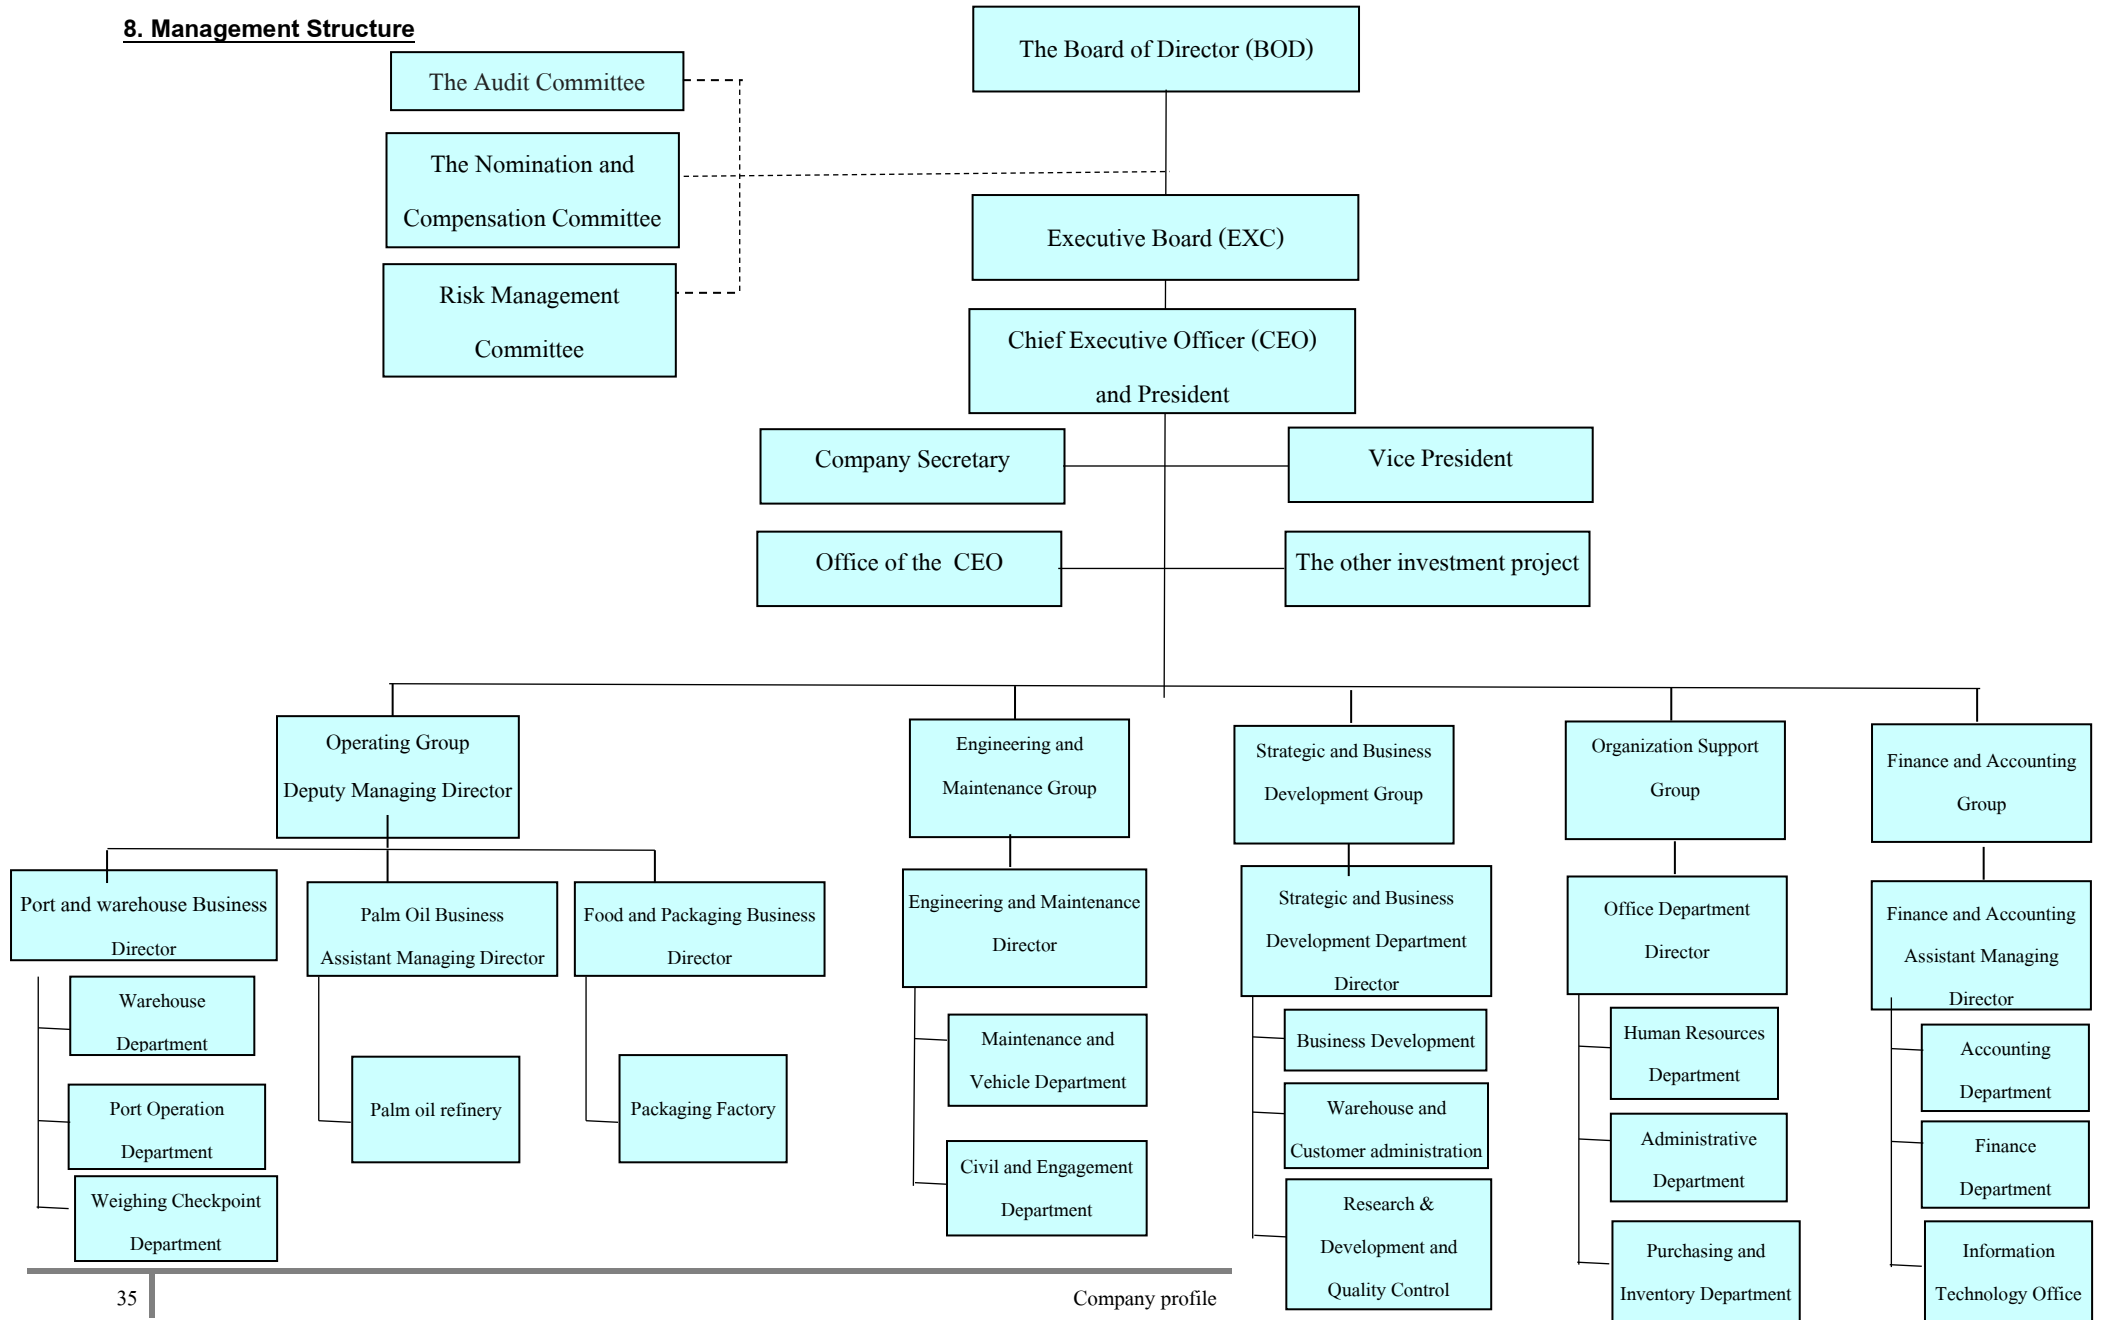 8. Management Structure
The Board of Director (BOD)
The Audit Committee
The Nomination and
Compensation Committee
Risk Management
Committee
Executive Board (EXC)
Chief Executive Officer (CEO)
and President
Company Secretary
Vice President
Office of the  CEO
The other investment project
Operating Group
Deputy Managing Director
Engineering and
Maintenance Group
Strategic and Business
Development Group
Organization Support
Group
Finance and Accounting
Group
Port and warehouse Business
Director
Warehouse
Department
Port Operation
Department
Weighing Checkpoint
Department
Palm Oil Business
Assistant Managing Director
Palm oil refinery
Food and Packaging Business
Director
Packaging Factory
Engineering and Maintenance
Director
Maintenance and
Vehicle Department
Civil and Engagement
Department
Strategic and Business
Development Department
Director
Business Development
Warehouse and
Customer administration
Research &
Development and
Quality Control
Office Department
Director
Human Resources
Department
Administrative
Department
Purchasing and
Inventory Department
Finance and Accounting
Assistant Managing
Director
Accounting
Department
Finance
Department
Information
Technology Office
35
Company profile